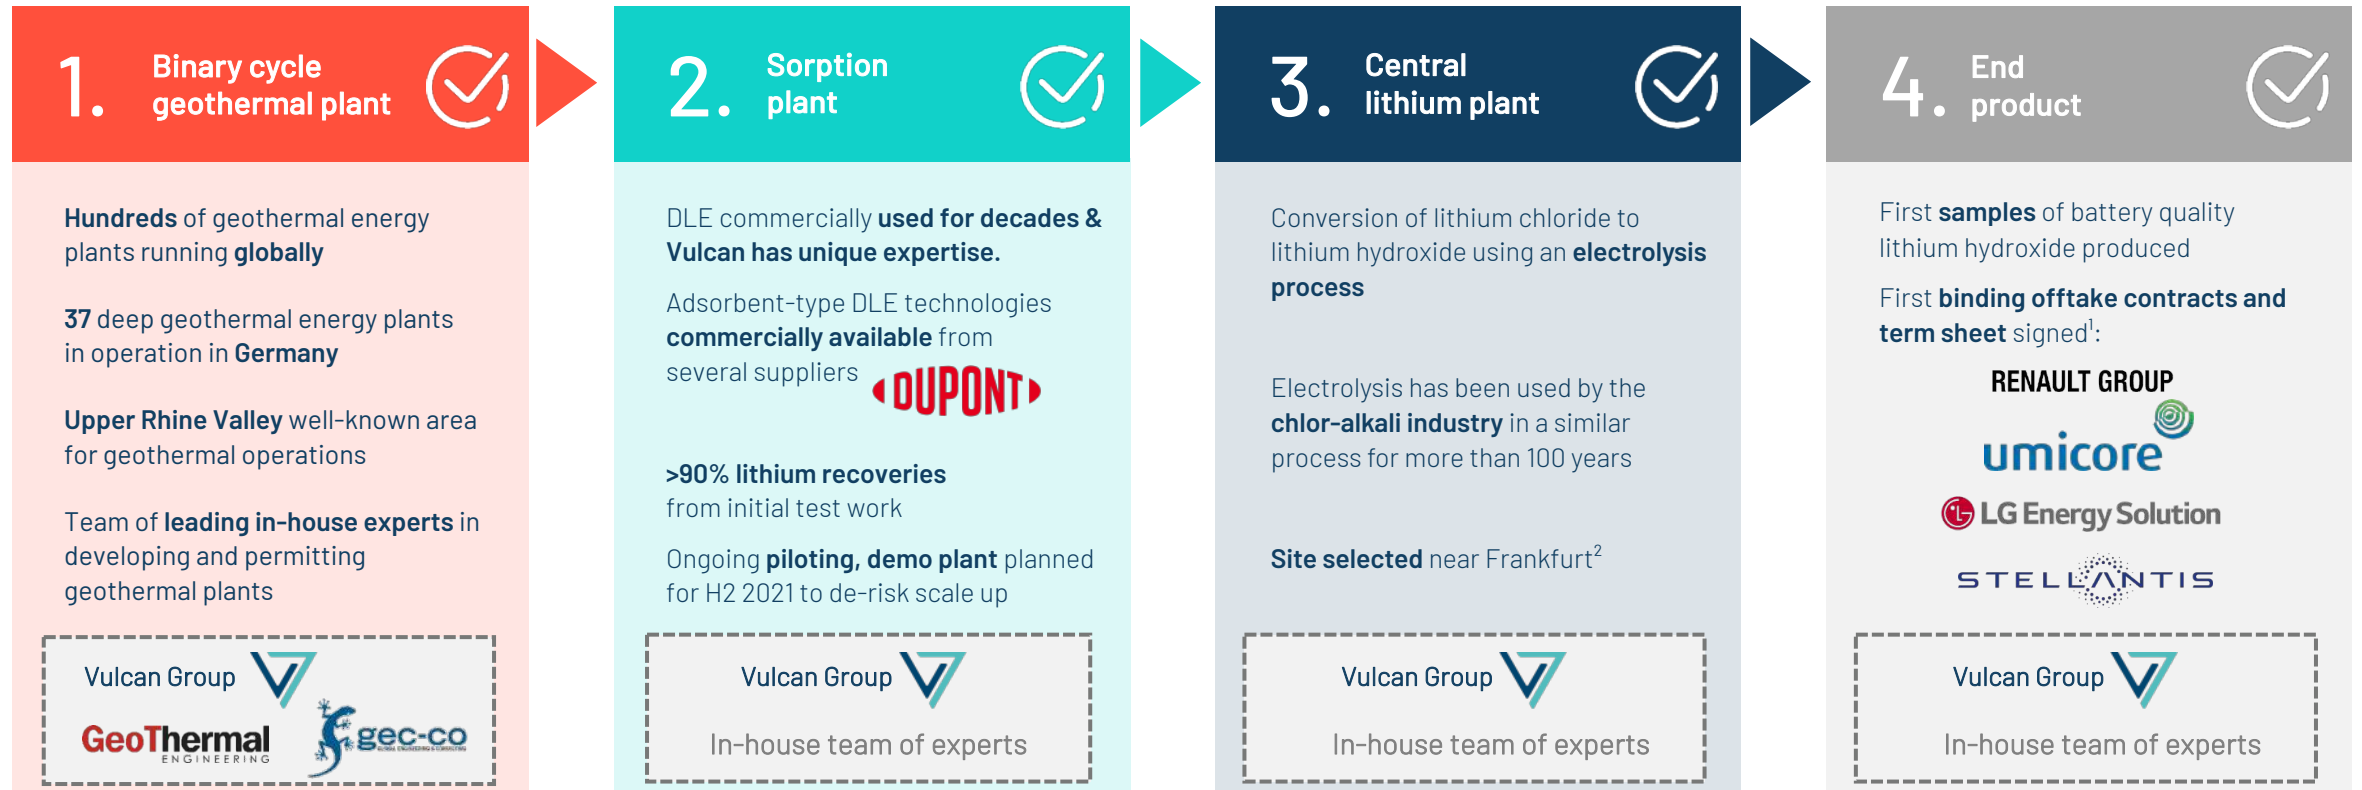 1.
Binary cycle
geothermal plant
Hundreds of geothermal energy
plants running globally
37 deep geothermal energy plants
in operation in Germany
Upper Rhine Valley well-known area
for geothermal operations
Team of leading in-house experts in
developing and permitting
geothermal plants
Vulcan Group
GeoThermal
ENGINEERING
gec-co
GLOBAL ENGINEERING & CONSULTING
2.
Sorption
plant
DLE commercially used for decades &
Vulcan has unique expertise.
Adsorbent-type DLE technologies
commercially available from
several suppliers
DUPONT
>90% lithium recoveries
from initial test work
Ongoing piloting, demo plant planned
for H2 2021 to de-risk scale up
Vulcan Group
In-house team of experts
3.
Central
lithium plant
Conversion of lithium chloride to
lithium hydroxide using an electrolysis
process
Electrolysis has been used by the
chlor-alkali industry in a similar
process for more than 100 years
Site selected near Frankfurt²
Vulcan Group
In-house team of experts
4.
End
product
First samples of battery quality
lithium hydroxide produced
First binding offtake contracts and
term sheet signed¹:
RENAULT GROUP
umicore
LG Energy Solution
STELLANTIS
Vulcan Group
In-house team of experts